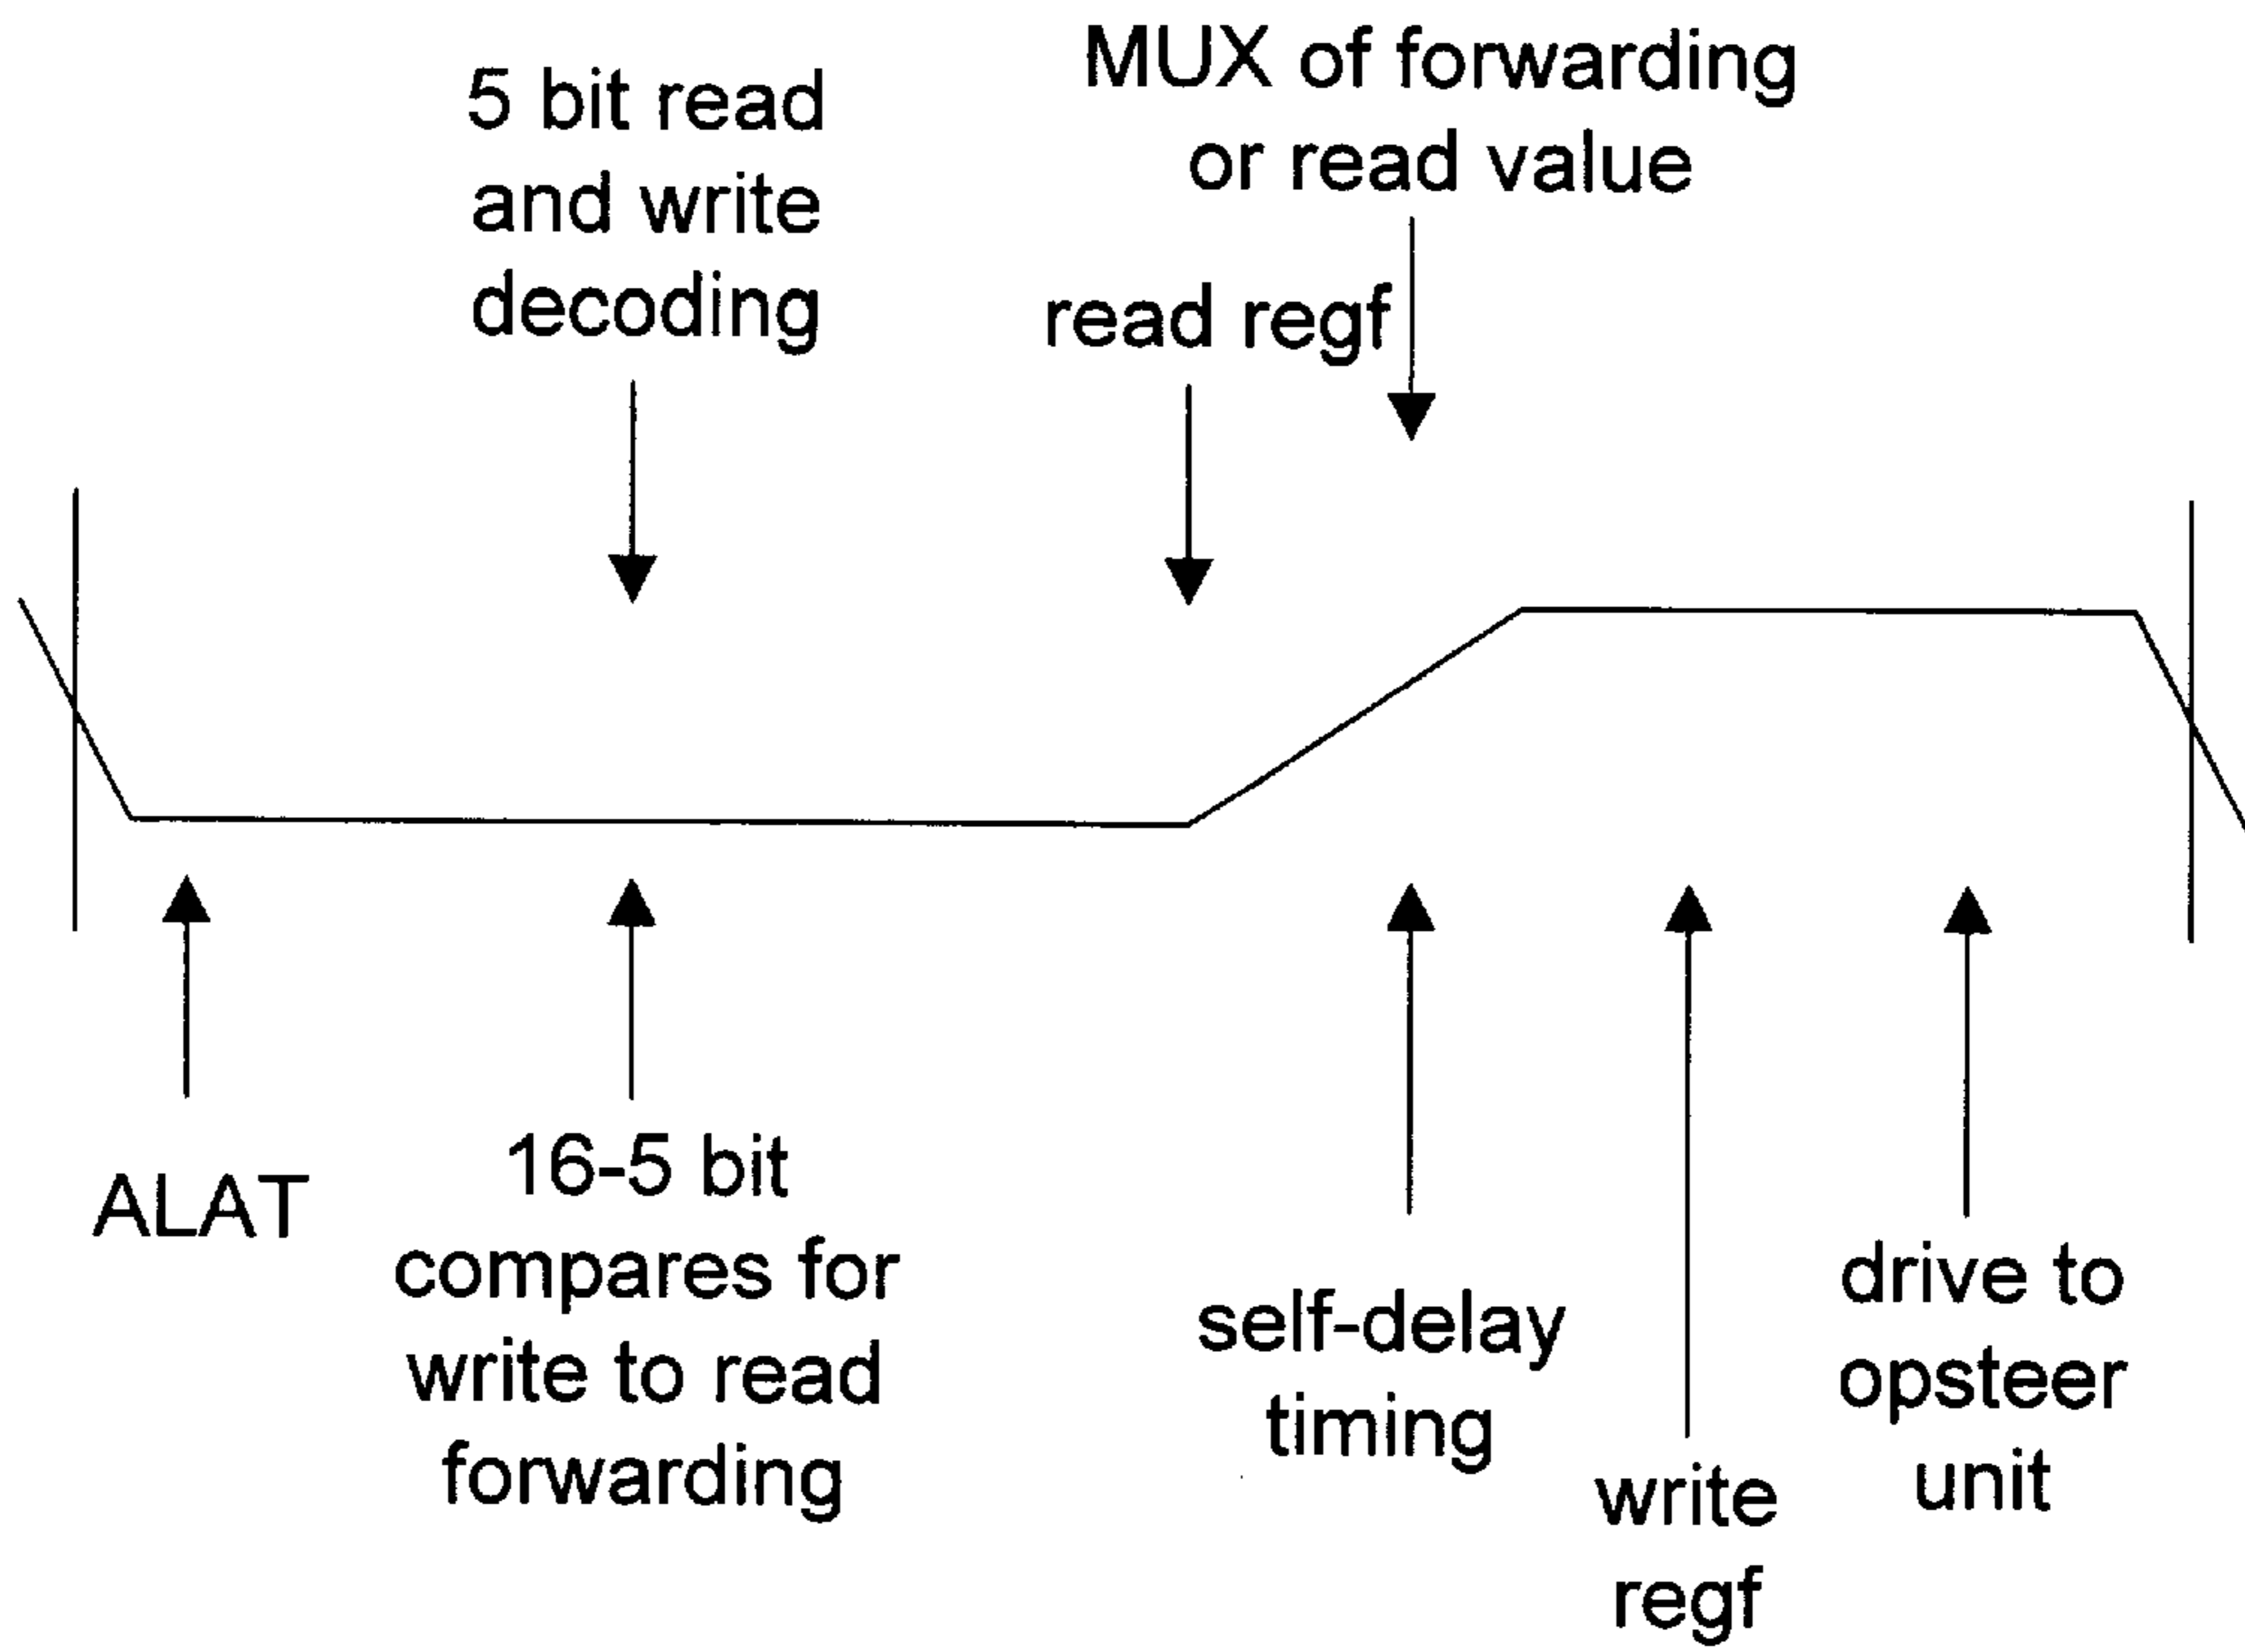 5 bit read
and write
decoding
MUX of forwarding
or read value
read regf
ALAT
16-5 bit
compares for
write to read
forwarding
self-delay
timing
write
regf
drive to
opsteer
unit